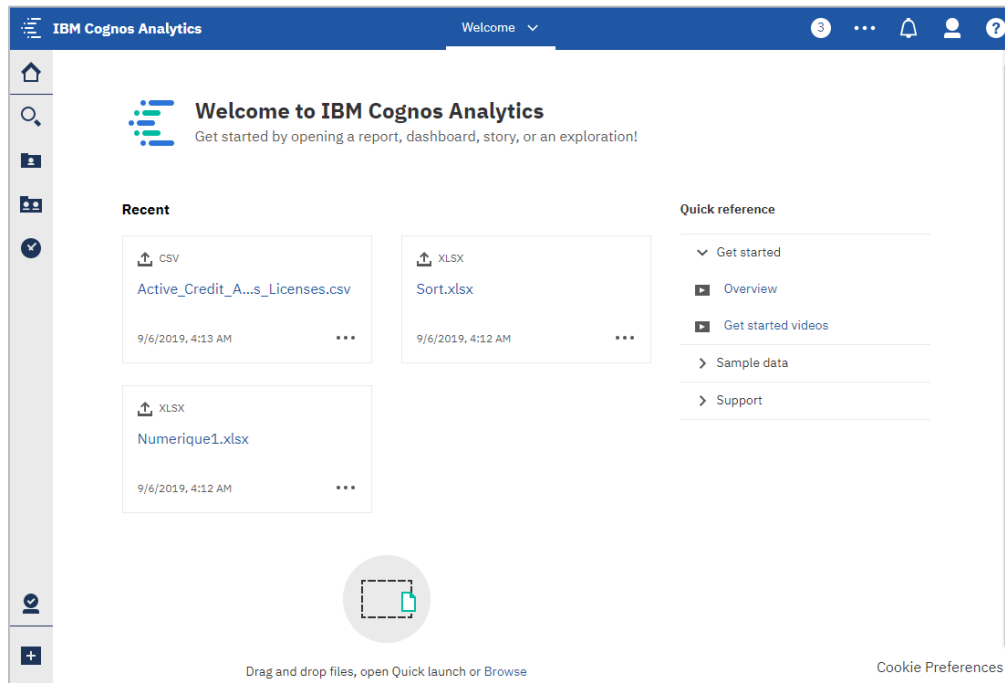 IBM Cognos Analytics
Welcome
3
?
Welcome to IBM Cognos Analytics
Get started by opening a report, dashboard, story, or an exploration!
Recent
CSV
Active_Credit_A...s_Licenses.csv
9/6/2019, 4:13 AM
XLSX
Sort.xlsx
9/6/2019, 4:12 AM
XLSX
Numerique1.xlsx
9/6/2019, 4:12 AM
Quick reference
Get started
Overview
Get started videos
Sample data
Support
Drag and drop files, open Quick launch or Browse
Cookie Preferences